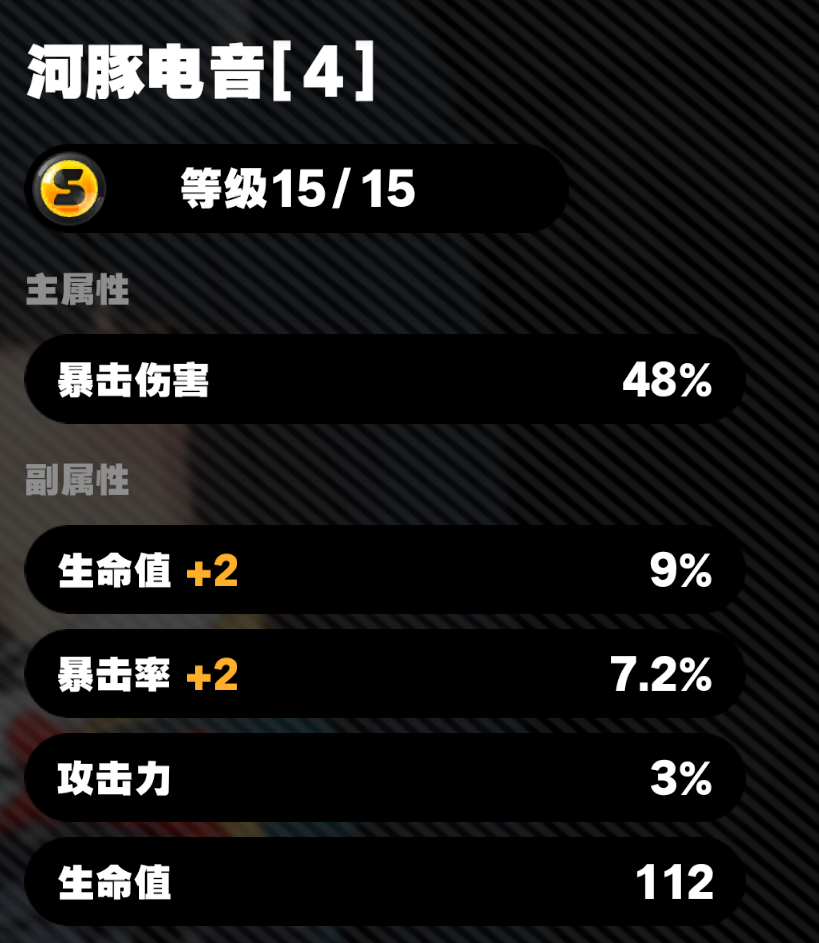 河豚电音[4]
S 等级15/15
主属性
暴击伤害 48%
副属性
生命值 +2 9%
暴击率 +2 7.2%
攻击力 3%
生命值 112